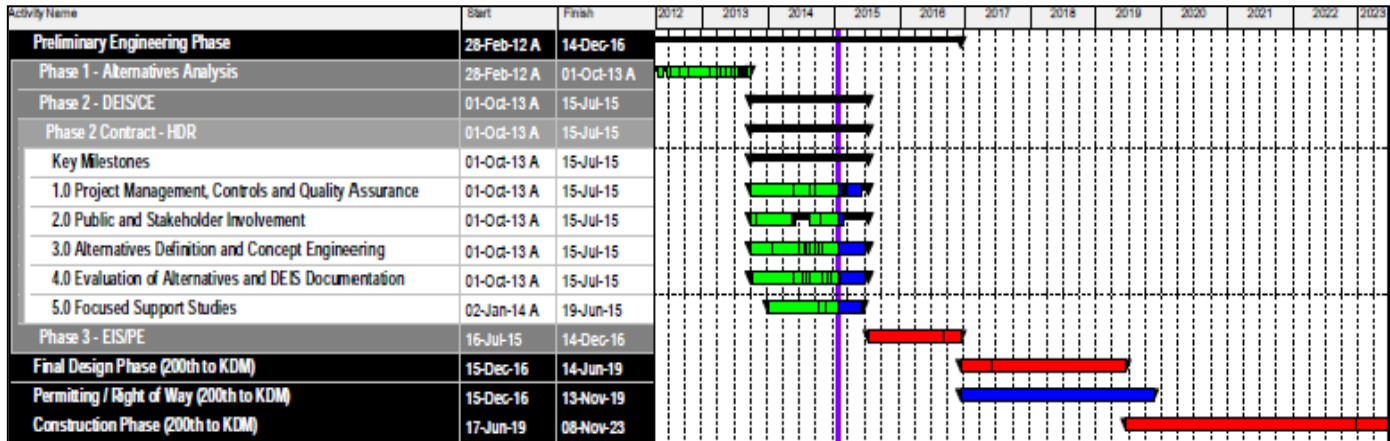 Activity Name Start Finish 2012 2013 2014 2015 2016 2017 2018 2019 2020 2021 2022 2023
Preliminary Engineering Phase 28-Feb-12 A 14-Dec-16
Phase 1 - Alternatives Analysis 28-Feb-12 A 01-Oct-13 A
Phase 2 - DEIS/CE 01-Oct-13 A 15-Jul-15
Phase 2 Contract - HDR 01-Oct-13 A 15-Jul-15
Key Milestones 01-Oct-13 A 15-Jul-15
1.0 Project Management, Controls and Quality Assurance 01-Oct-13 A 15-Jul-15
2.0 Public and Stakeholder Involvement 01-Oct-13 A 15-Jul-15
3.0 Alternatives Definition and Concept Engineering 01-Oct-13 A 15-Jul-15
4.0 Evaluation of Alternatives and DEIS Documentation 01-Oct-13 A 15-Jul-15
5.0 Focused Support Studies 02-Jan-14 A 19-Jun-15
Phase 3 - EIS/PE 16-Jul-15 14-Dec-16
Final Design Phase (200th to KDM) 15-Dec-16 14-Jun-19
Permitting / Right of Way (200th to KDM) 15-Dec-16 13-Nov-19
Construction Phase (200th to KDM) 17-Jun-19 08-Nov-23